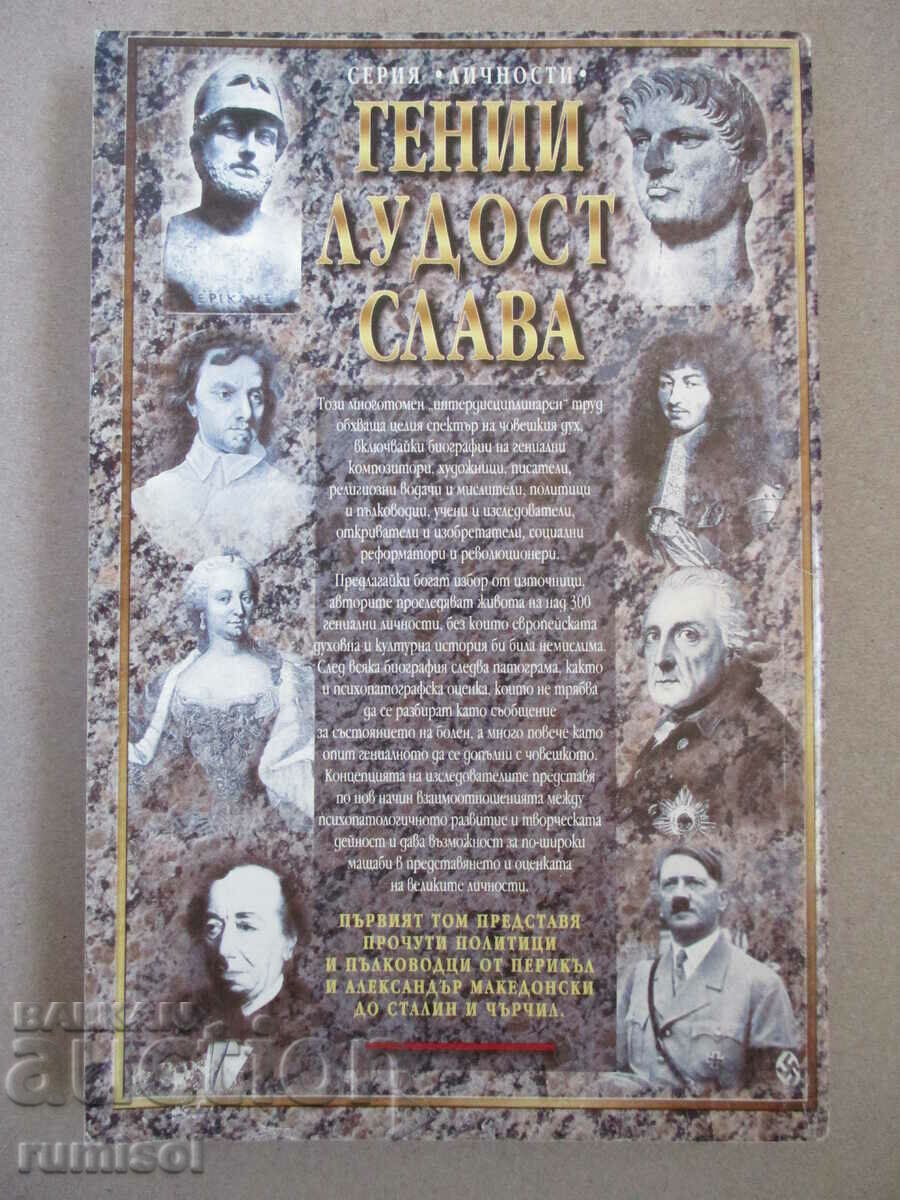 СЕРИЯ •ЛИЧНОСТИ•
ГЕНИИ
ЛУДОСТ
СЛАВА
Този многотомен „интердисциплинарен“ труд
обхваща целия спектър на човешкия дух,
включвайки биографии на гениални
композитори, художници, писатели,
религиозни водачи и мислители, политици
и пълководци, учени и изследователи,
откриватели и изобретатели, социални
реформатори и революционери.
Предлагайки богат избор от източници,
авторите проследяват живота на над 300
гениални личности, без които европейската
духовна и културна история би била немислима.
След всяка биография следва патограма, както
и психопатографска оценка, които не трябва
да се разбират като съобщение
за състоянието на болен, а много повече като
опит гениалното да се допълни с човешкото.
Концепцията на изследователите представя
по нов начин взаимоотношенията между
психопатологичното развитие и творческата
дейност и дава възможност за по-широки
мащаби в представянето и оценката
на великите личности.
ПЪРВИЯТ ТОМ ПРЕДСТАВЯ
ПРОЧУТИ ПОЛИТИЦИ
И ПЪЛКОВОДЦИ ОТ ПЕРИКЪЛ
И АЛЕКСАНДЪР МАКЕДОНСКИ
ДО СТАЛИН И ЧЪРЧИЛ.
БАЛКАН
auction
rumisol